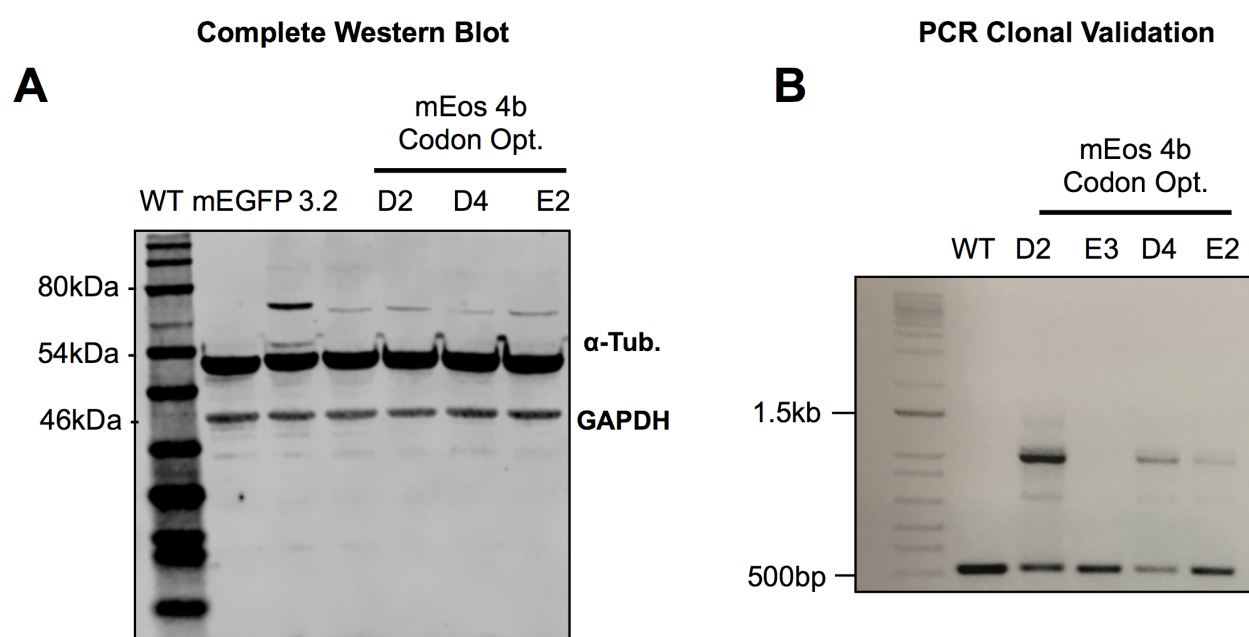 Complete Western Blot
PCR Clonal Validation
A
B
mEos 4b
Codon Opt.
WT mEGFP 3.2 D2 D4 E2
80kDa
54kDa
46kDa
α-Tub.
GAPDH
mEos 4b
Codon Opt.
WT D2 E3 D4 E2
1.5kb
500bp